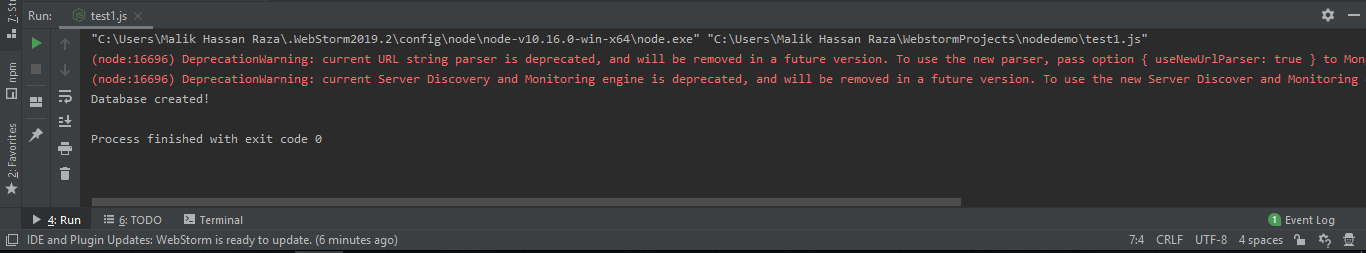 Run: test1.js
"C:\Users\Malik Hassan Raza\.WebStorm2019.2\config\node\node-v10.16.0-win-x64\node.exe" "C:\Users\Malik Hassan Raza\WebstormProjects\nodedemo\test1.js"
(node:16696) DeprecationWarning: current URL string parser is deprecated, and will be removed in a future version. To use the new parser, pass option { useNewUrlParser: true } to Mon
(node:16696) DeprecationWarning: current Server Discovery and Monitoring engine is deprecated, and will be removed in a future version. To use the new Server Discover and Monitoring
Database created!
Process finished with exit code 0
Z: Str
npm
2: Favorites
4: Run 6: TODO Terminal 1 Event Log
IDE and Plugin Updates: WebStorm is ready to update. (6 minutes ago) 7:4 CRLF UTF-8 4 spaces